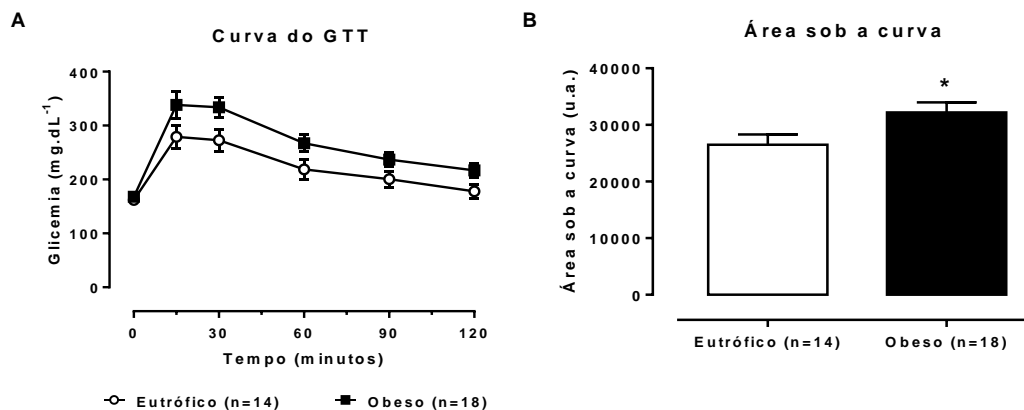 A
Curva do GTT
Glicemia (mg.dL⁻¹)
400
300
200
100
0
0 30 60 90 120
Tempo (minutos)
Eutrófico (n=14) Obeso (n=18)
B
Área sob a curva
Área sob a curva (u.a.)
40000
30000
20000
10000
0
*
Eutrófico (n=14) Obeso (n=18)